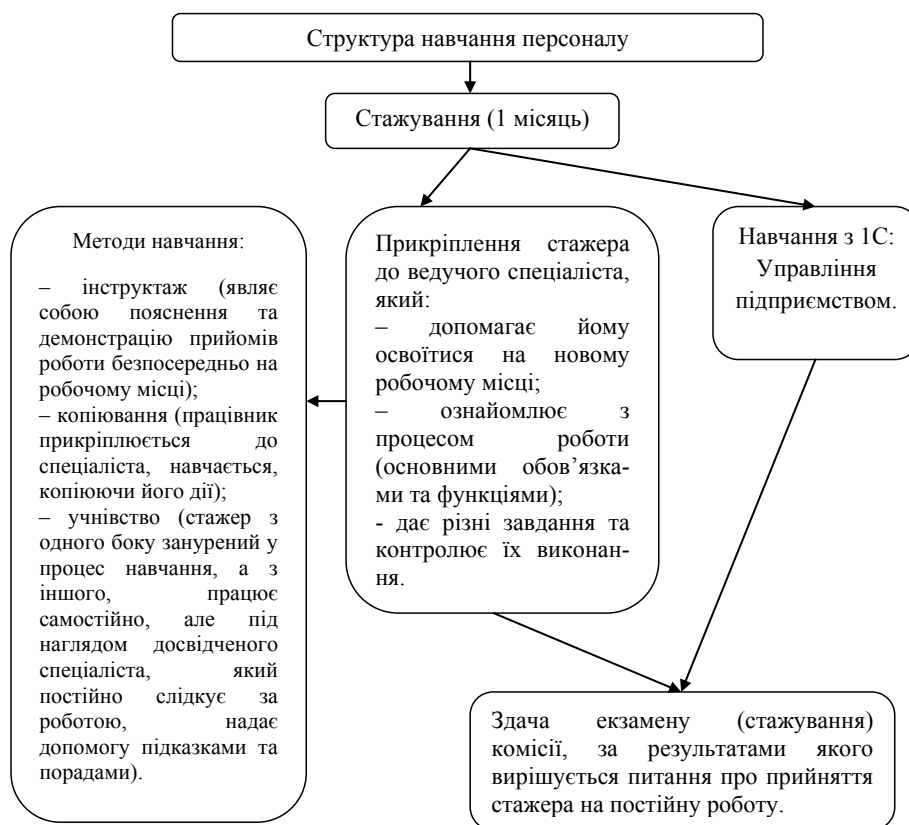 Структура навчання персоналу
Стажування (1 місяць)
Методи навчання:
– інструктаж (являє
собою пояснення та
демонстрацію прийомів
роботи безпосередньо на
робочому місці);
– копіювання (працівник
прикріплюється до
спеціаліста, навчається,
копіюючи його дії);
– учнівство (стажер з
одного боку занурений у
процес навчання, а з
іншого, працює
самостійно, але під
наглядом досвідченого
спеціаліста, який
постійно слідкує за
роботою, надає
допомогу підказками та
порадами).
Прикріплення стажера
до ведучого спеціаліста,
який:
– допомагає йому
освоїтися на новому
робочому місці;
– ознайомлює з
процесом роботи
(основними обов’язка-
ми та функціями);
- дає різні завдання та
контролює їх виконан-
ня.
Навчання з 1С:
Управління
підприємством.
Здача екзамену (стажування)
комісії, за результатами якого
вирішується питання про прийняття
стажера на постійну роботу.